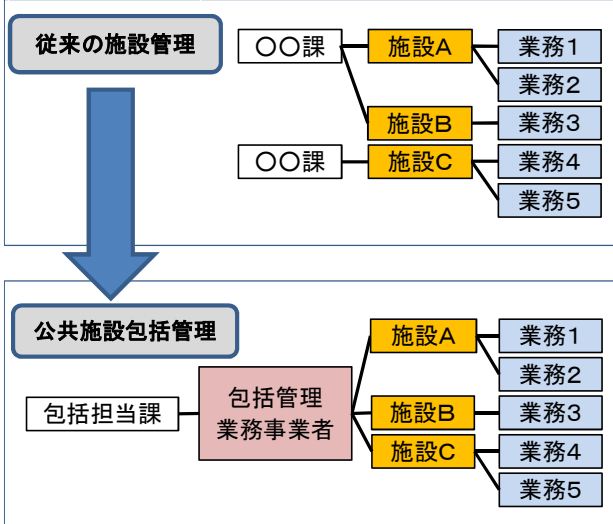 従来の施設管理
〇〇課
施設A
業務1
業務2
施設B
業務3
〇〇課
施設C
業務4
業務5
公共施設包括管理
包括担当課
包括管理
業務事業者
施設A
業務1
業務2
施設B
業務3
施設C
業務4
業務5